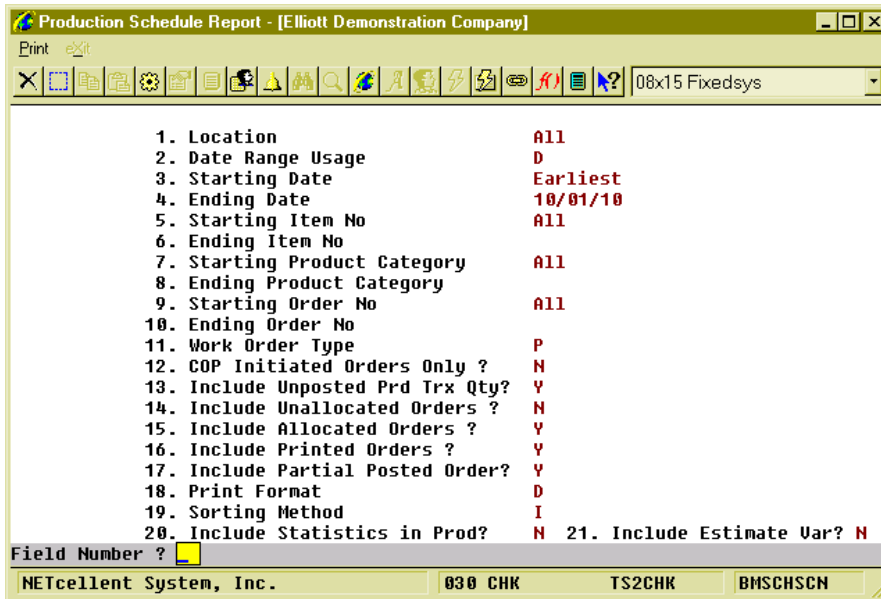 Production Schedule Report - [Elliott Demonstration Company]
Print eXit
08x15 Fixedsys
1. Location All
2. Date Range Usage D
3. Starting Date Earliest
4. Ending Date 10/01/10
5. Starting Item No All
6. Ending Item No
7. Starting Product Category All
8. Ending Product Category
9. Starting Order No All
10. Ending Order No
11. Work Order Type P
12. COP Initiated Orders Only ? N
13. Include Unposted Prd Trx Qty? Y
14. Include Unallocated Orders ? N
15. Include Allocated Orders ? Y
16. Include Printed Orders ? Y
17. Include Partial Posted Order? Y
18. Print Format D
19. Sorting Method I
20. Include Statistics in Prod? N 21. Include Estimate Var? N
Field Number ?
NETcellent System, Inc. 030 CHK TS2CHK BMSCHSCN